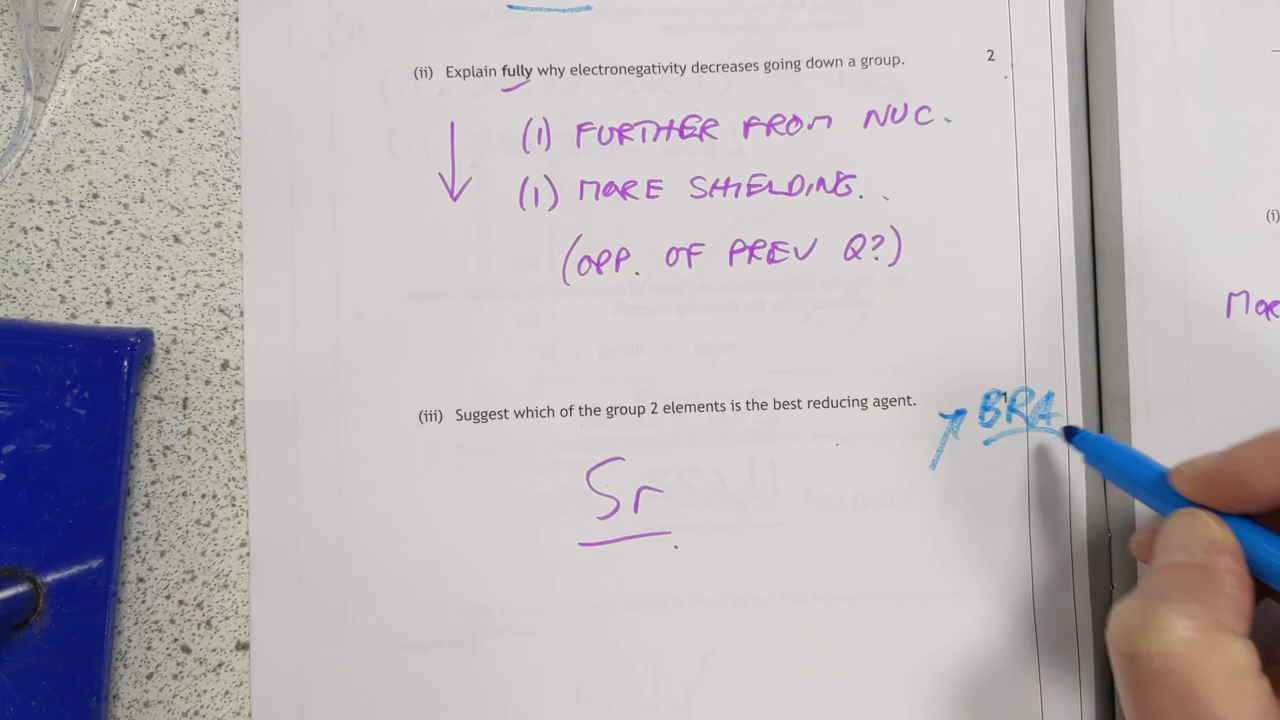 (ii) Explain fully why electronegativity decreases going down a group. 2
(1) FURTHER FROM NUC.
(1) MORE SHIELDING.
(OPP. OF PREV Q?)
(i)
(iii) Suggest which of the group 2 elements is the best reducing agent. 1
BRA
Sr